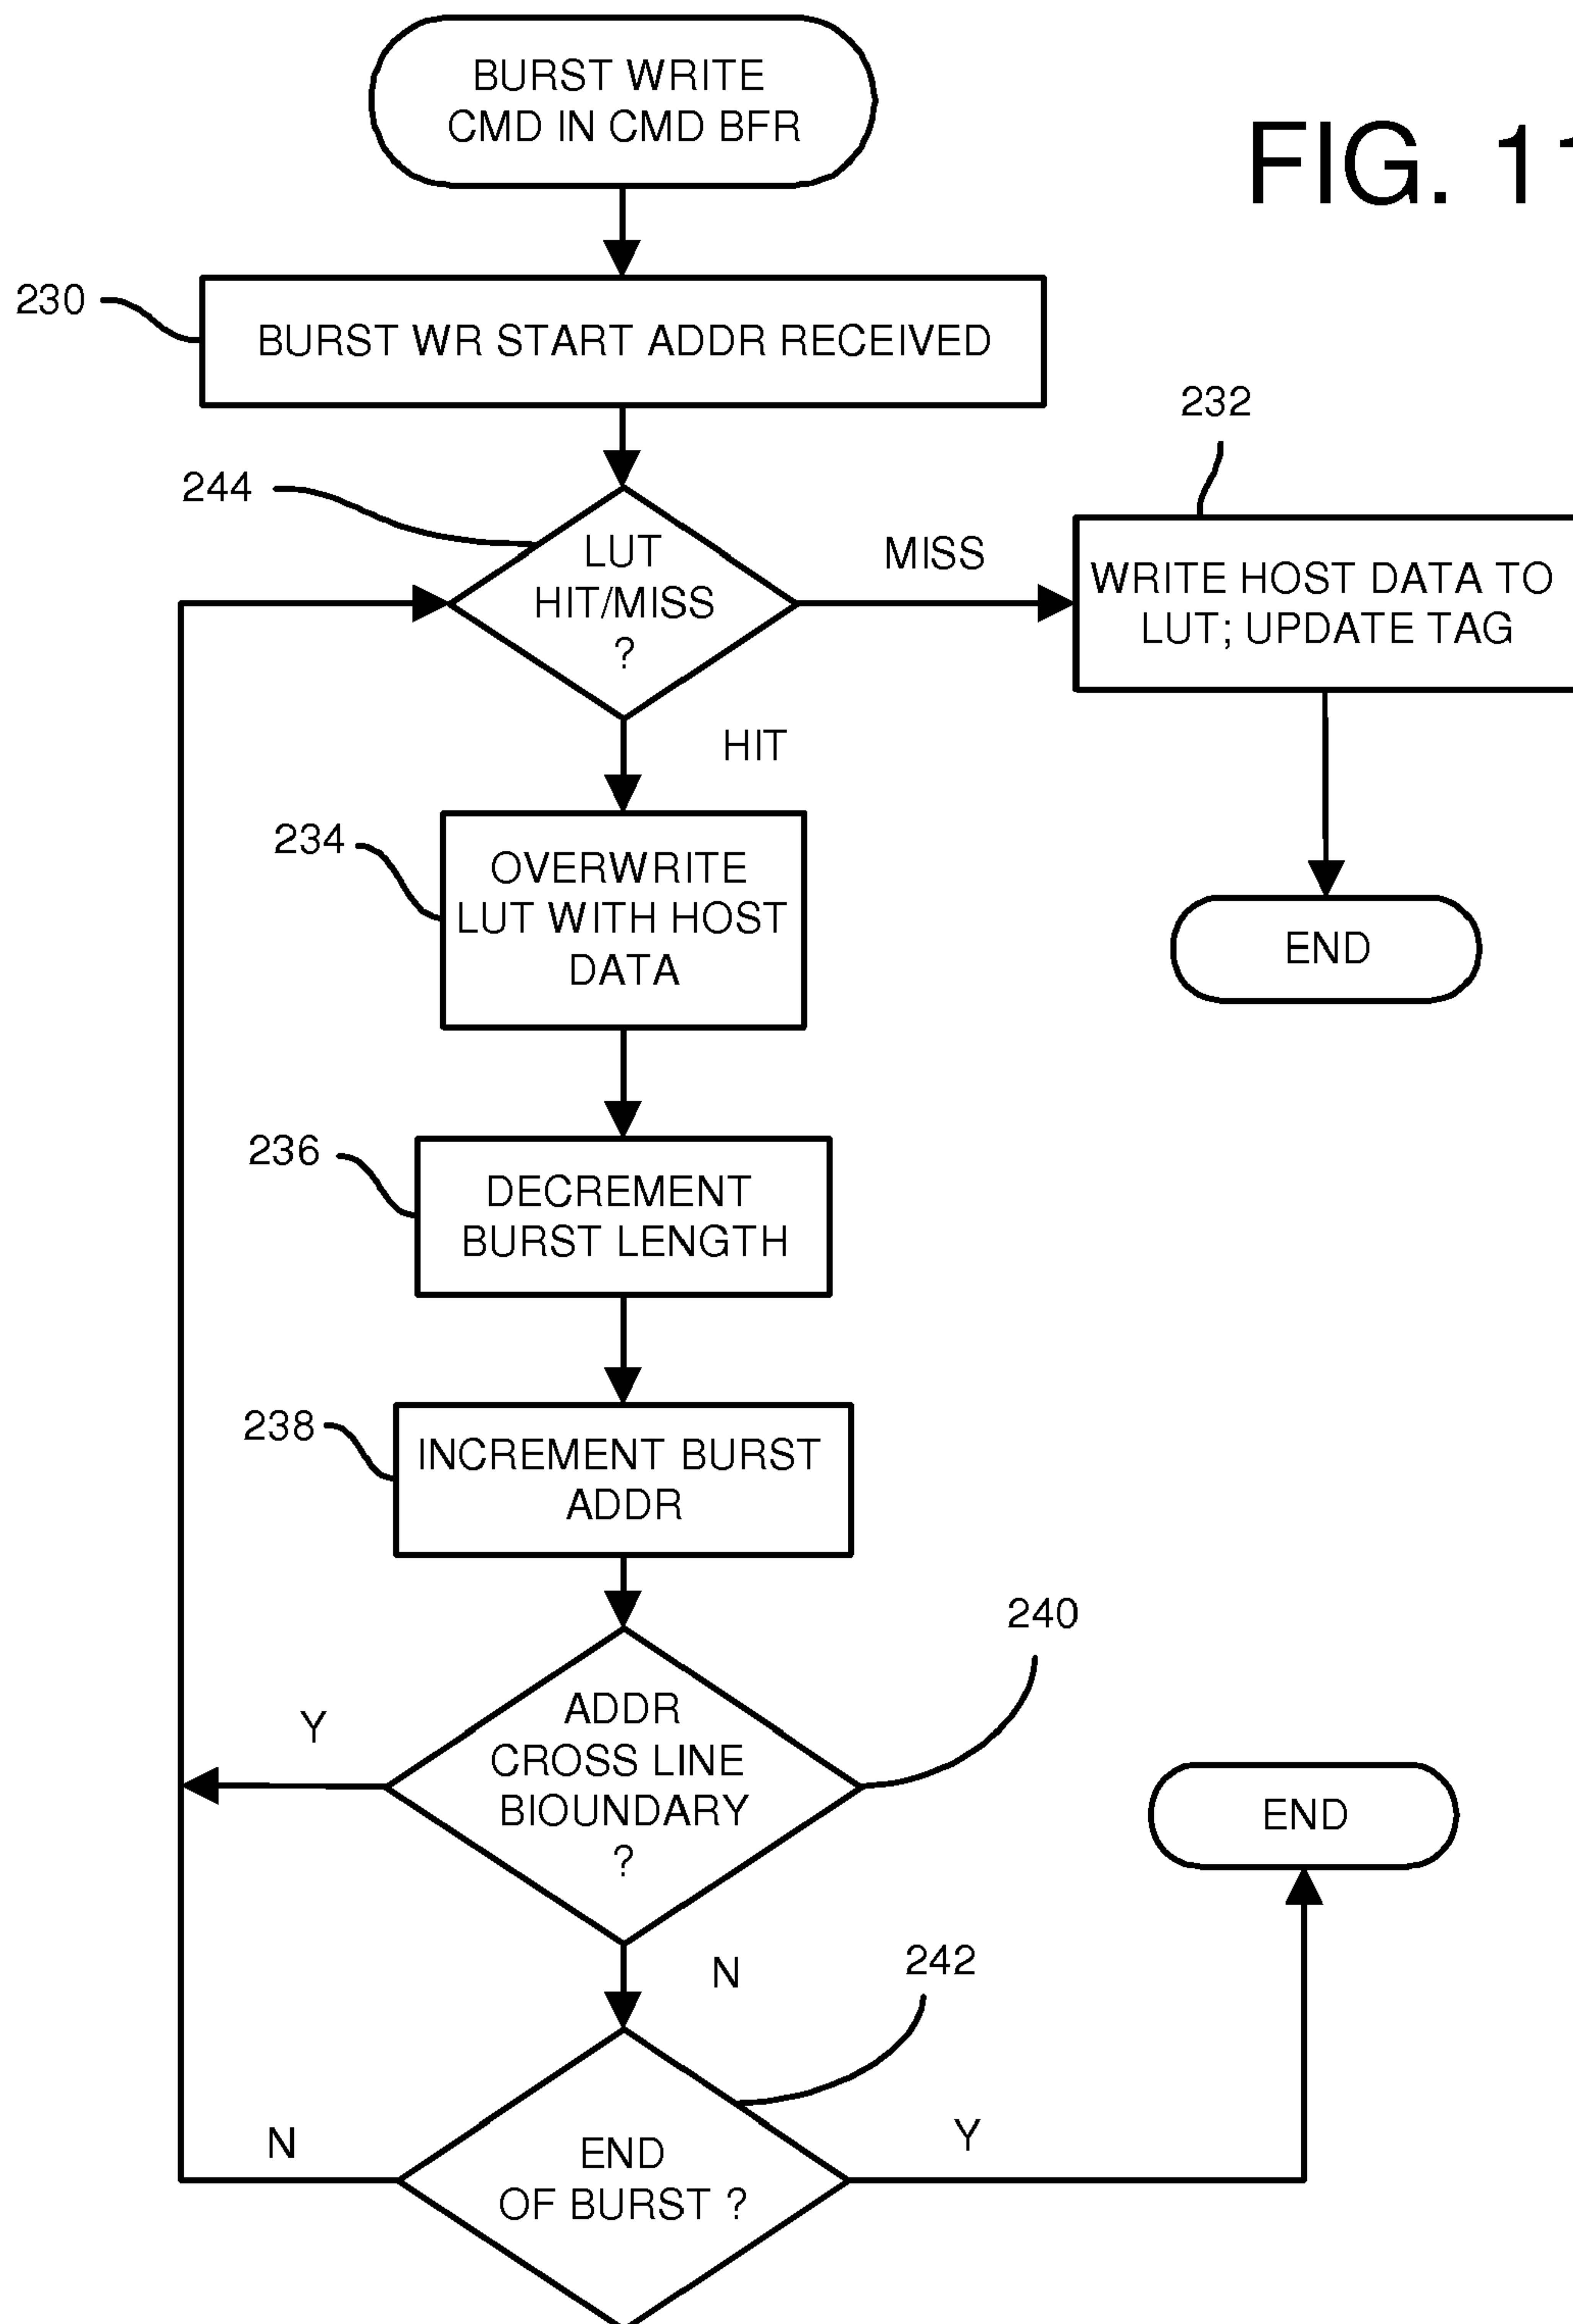 BURST WRITE
CMD IN CMD BFR
FIG. 11
230
BURST WR START ADDR RECEIVED
232
244
LUT
HIT/MISS
?
MISS
WRITE HOST DATA TO
LUT; UPDATE TAG
HIT
234
OVERWRITE
LUT WITH HOST
DATA
END
236
DECREMENT
BURST LENGTH
238
INCREMENT BURST
ADDR
240
ADDR
CROSS LINE
BIOUNDARY
?
Y
END
N
242
N
END
OF BURST ?
Y